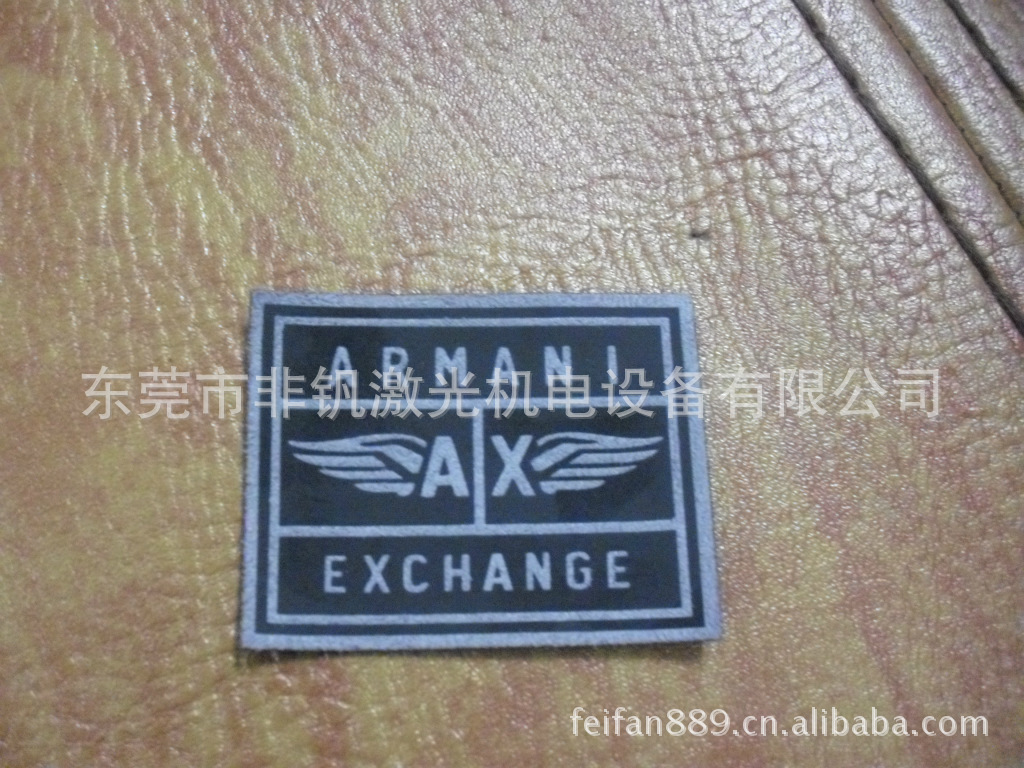 ARMANI
东莞市非钒激光机电设备有限公司
AX
EXCHANGE
feifan889.cn.alibaba.com